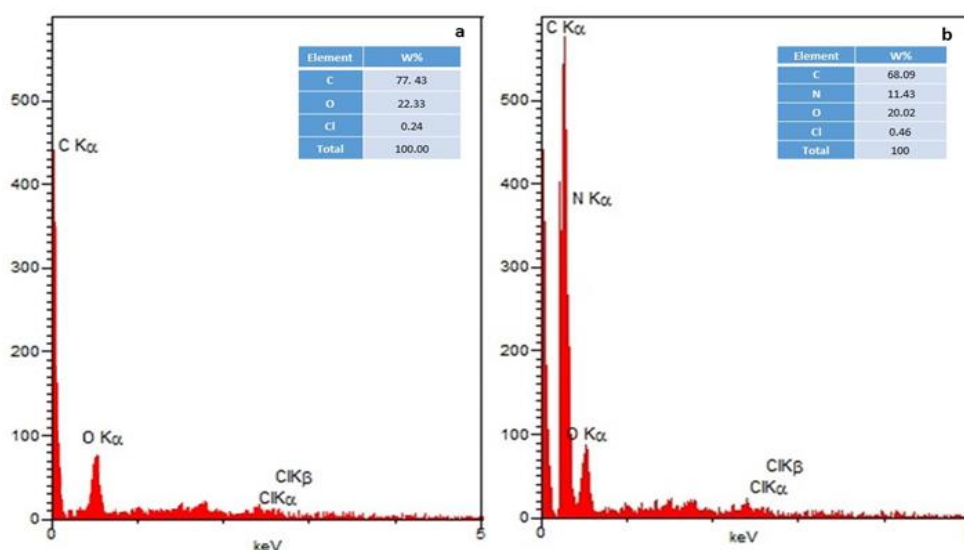 a
Element W%
C 77. 43
O 22.33
Cl 0.24
Total 100.00
500
400
300
200
100
0
C Kα
O Kα
ClKβ
ClKα
0
5
keV
b
C Kα
Element W%
C 68.09
N 11.43
O 20.02
Cl 0.46
Total 100
500
400
300
200
100
0
N Kα
O Kα
ClKβ
ClKα
0
keV